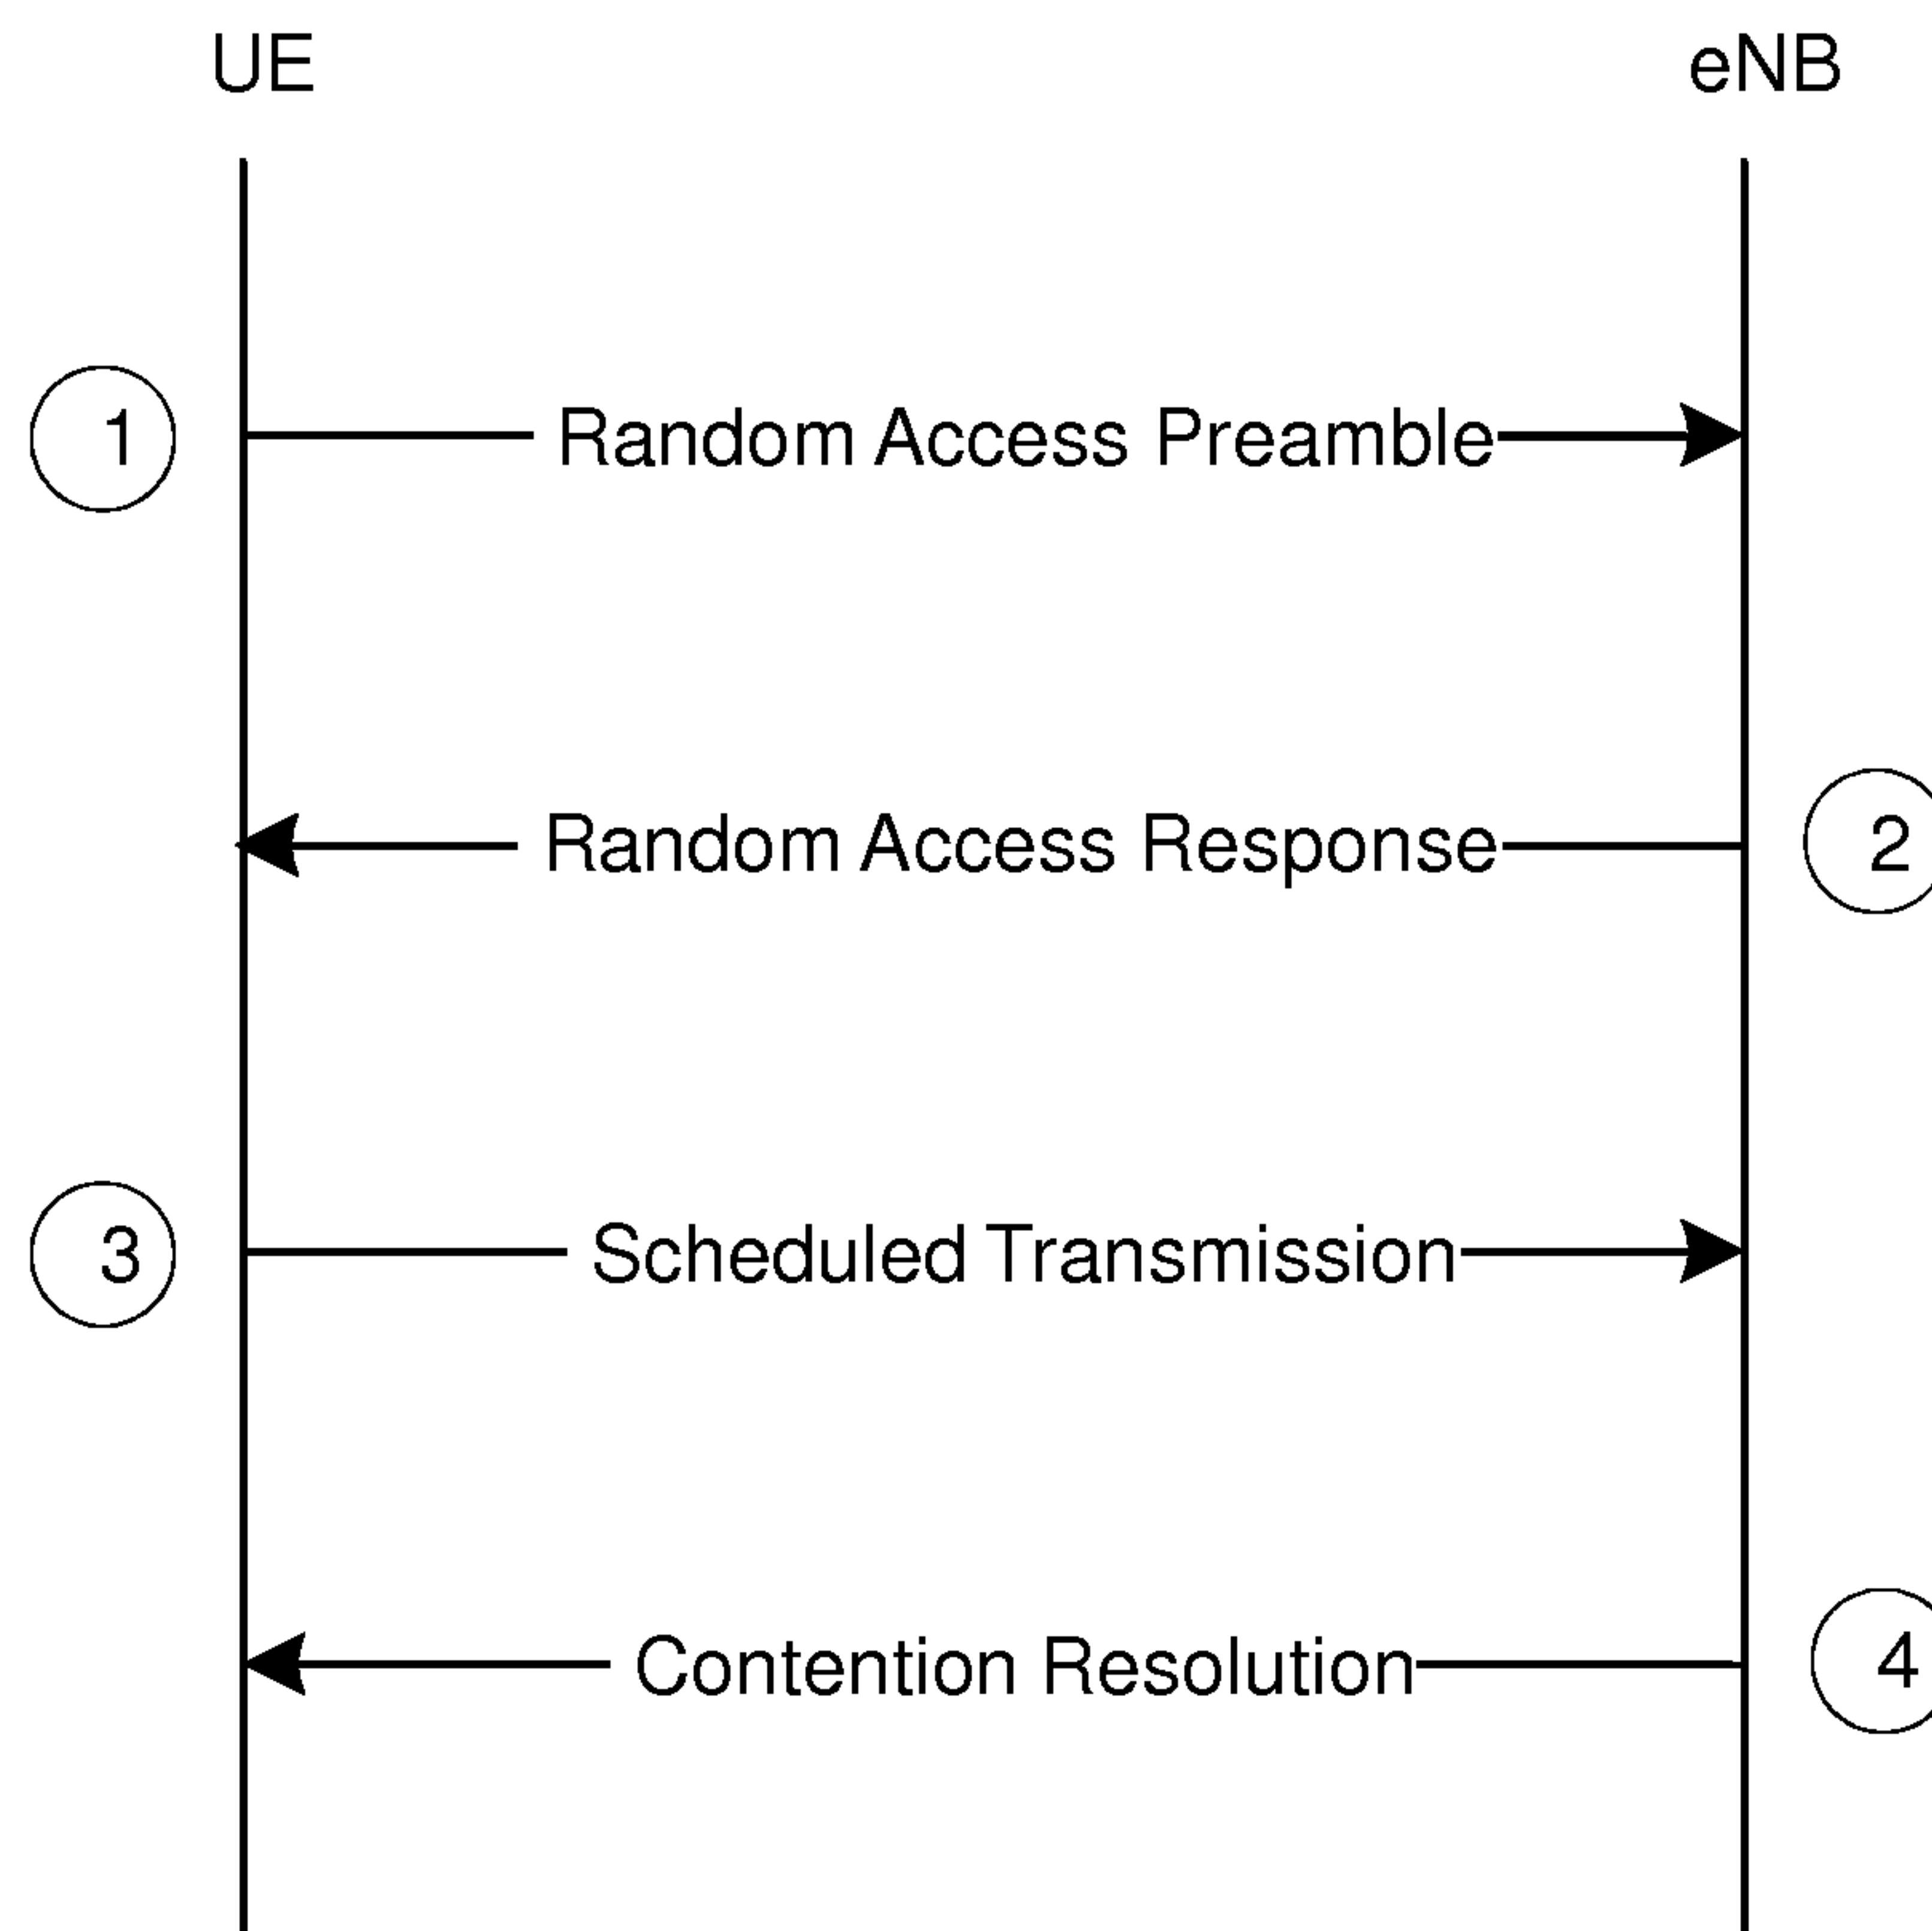 UE eNB
1 Random Access Preamble
Random Access Response 2
3 Scheduled Transmission
Contention Resolution 4